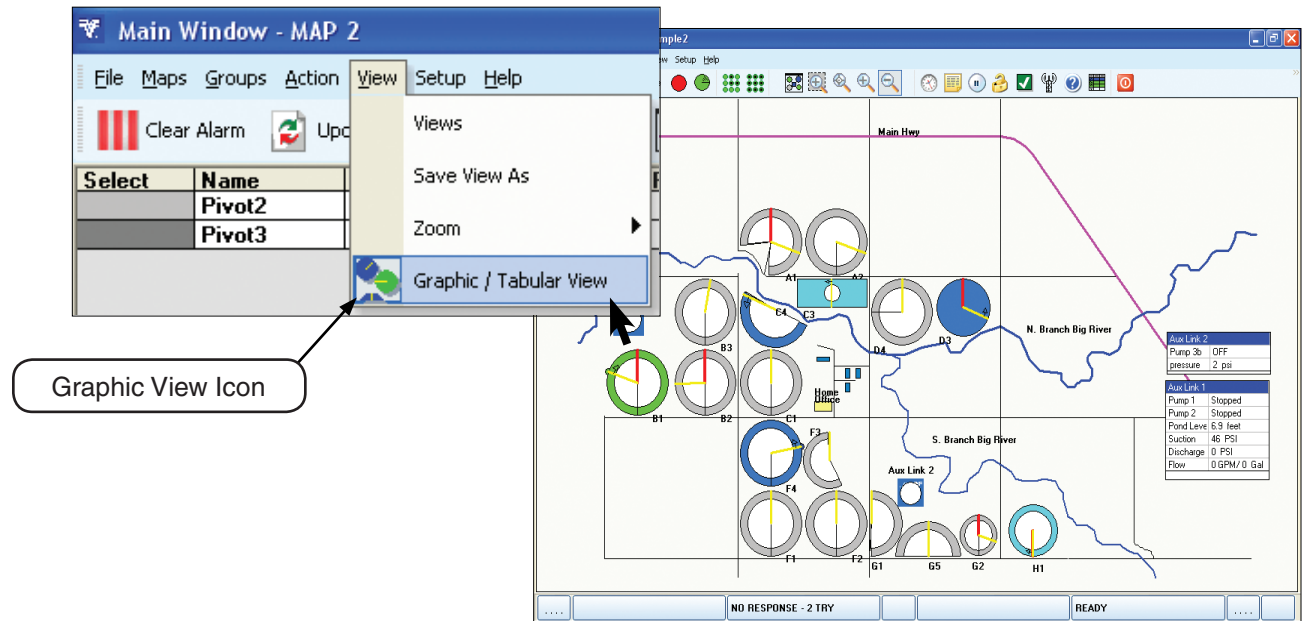 Main Window - MAP 2
File Maps Groups Action View Setup Help
Clear Alarm
Views
Save View As
Zoom
Graphic / Tabular View
Select Name
Pivot2
Pivot3
Graphic View Icon
Setup Help
Main Hwy
A1
A2
C4
C3
B3
D4
D3
N. Branch Big River
Home
Office
B1
B2
C1
F3
S. Branch Big River
F4
Aux Link 2
F1
F2
G1
G5
G2
H1
Aux Link 2
Pump 3b OFF
pressure 2 psi
Aux Link 1
Pump 1 Stopped
Pump 2 Stopped
Pond Leve 6.9 feet
Suction 46 PSI
Discharge 0 PSI
Flow 0 GPM / 0 Gal
.... NO RESPONSE - 2 TRY READY ....